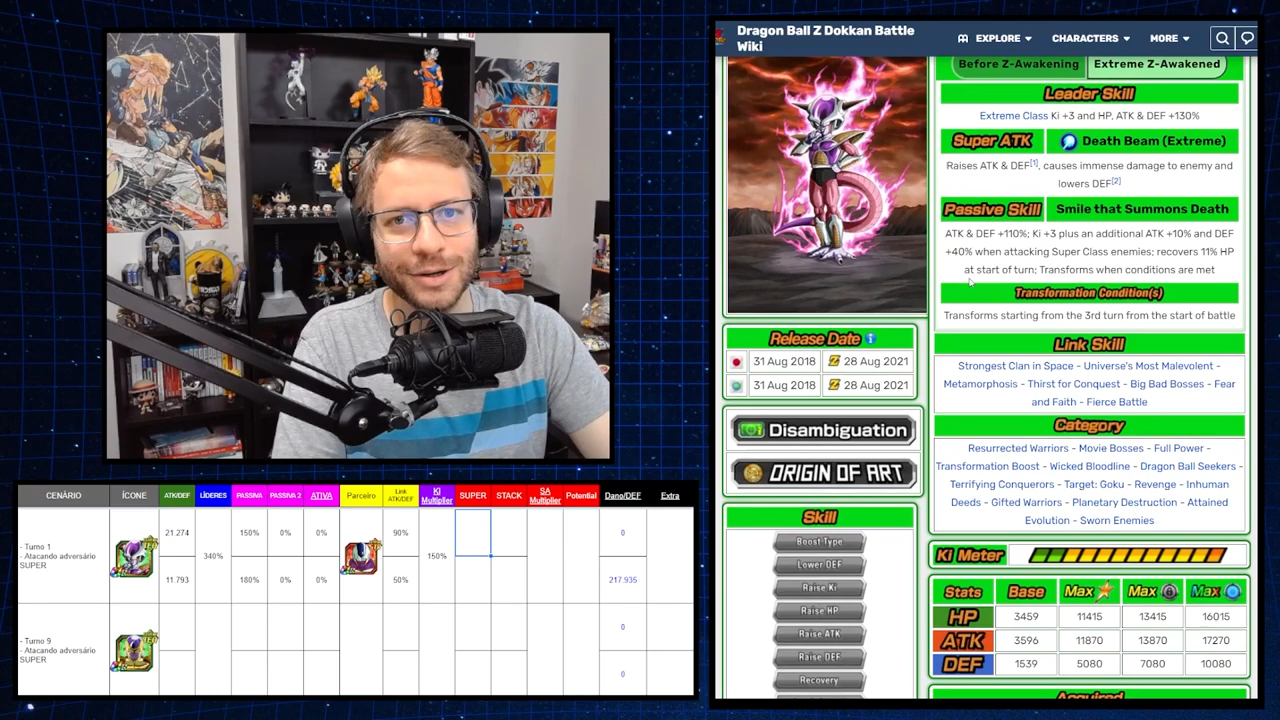 Dragon Ball Z Dokkan Battle
Wiki
EXPLORE
CHARACTERS
MORE
Before Z-Awakening
Extreme Z-Awakened
Leader Skill
Extreme Class Ki +3 and HP, ATK & DEF +130%
Super ATK
Death Beam (Extreme)
Raises ATK & DEF[1], causes immense damage to enemy and
lowers DEF[2]
Passive Skill
Smile that Summons Death
ATK & DEF +110%; Ki +3 plus an additional ATK +10% and DEF
+40% when attacking Super Class enemies; recovers 11% HP
at start of turn; Transforms when conditions are met
Transformation Condition(s)
Transforms starting from the 3rd turn from the start of battle
Link Skill
Strongest Clan in Space - Universe's Most Malevolent -
Metamorphosis - Thirst for Conquest - Big Bad Bosses - Fear
and Faith - Fierce Battle
Category
Resurrected Warriors - Movie Bosses - Full Power -
Transformation Boost - Wicked Bloodline - Dragon Ball Seekers -
Terrifying Conquerors - Target: Goku - Revenge - Inhuman
Deeds - Gifted Warriors - Planetary Destruction - Attained
Evolution - Sworn Enemies
Ki Meter
Stats Base Max Max Max
HP 3459 11415 13415 16015
ATK 3596 11870 13870 17270
DEF 1539 5080 7080 10080
Acquired
Release Date
31 Aug 2018 28 Aug 2021
31 Aug 2018 28 Aug 2021
Disambiguation
ORIGIN OF ART
Skill
Boost Type
Lower DEF
Raise Ki
Raise HP
Raise ATK
Raise DEF
Recovery
CENÁRIO ÍCONE ATK/DEF LÍDERES PASSIVA PASSIVA 2 ATIVA Parceiro Link ATK/DEF KI Multiplier SUPER STACK SA Multiplier Potential Dano/DEF Extra
- Turno 1
- Atacando adversário
SUPER
21.274 150% 0% 0% 90% 0
340% 150%
11.793 180% 0% 0% 50% 217.935
- Turno 9
- Atacando adversário
SUPER
0
0